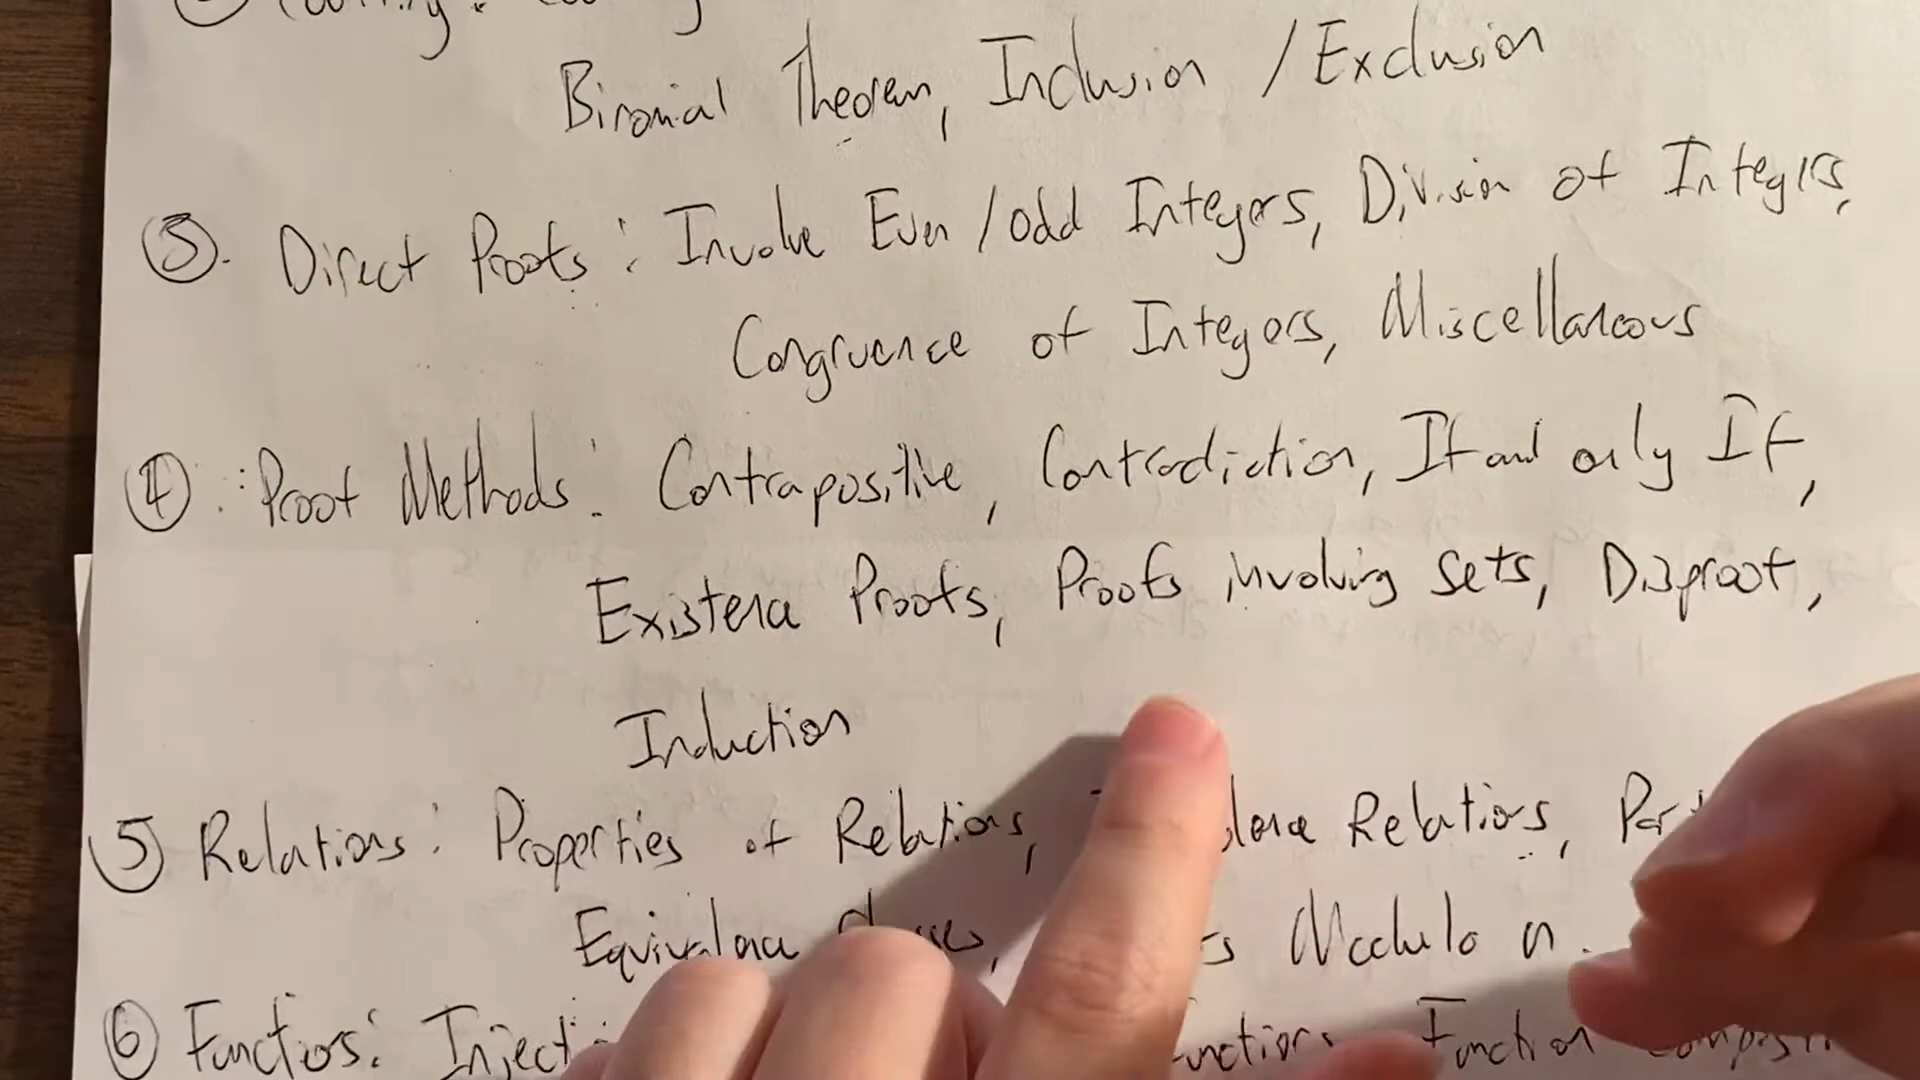 Binomial Theorem, Inclusion / Exclusion
③. Direct Proofs: Involve Even / odd Integers, Division of Integers,
Congruence of Integers, Miscellaneous
④. Proof Methods: Contrapositive, Contradiction, If and only If,
Existence Proofs, Proofs involving Sets, Disproof,
Induction
⑤ Relations: Properties of Relations, Relations,
Equivalence Modulo n.
⑥ Functions: Function